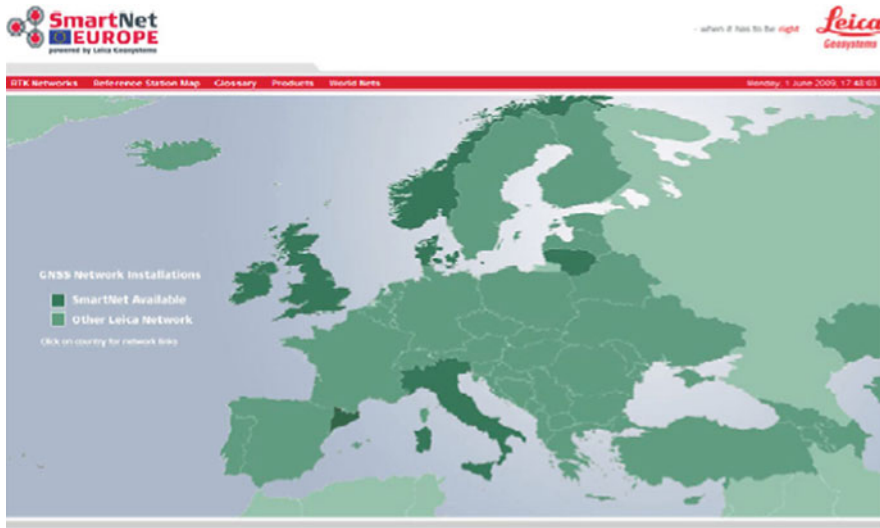 SmartNet
EUROPE
powered by Leica Geosystems
- when it has to be right
Leica
Geosystems
RTK Networks Reference Station Map Glossary Products World Nets
Monday, 1 June 2009, 17:48:03
GNSS Network Installations
SmartNet Available
Other Leica Network
Click on country for network links